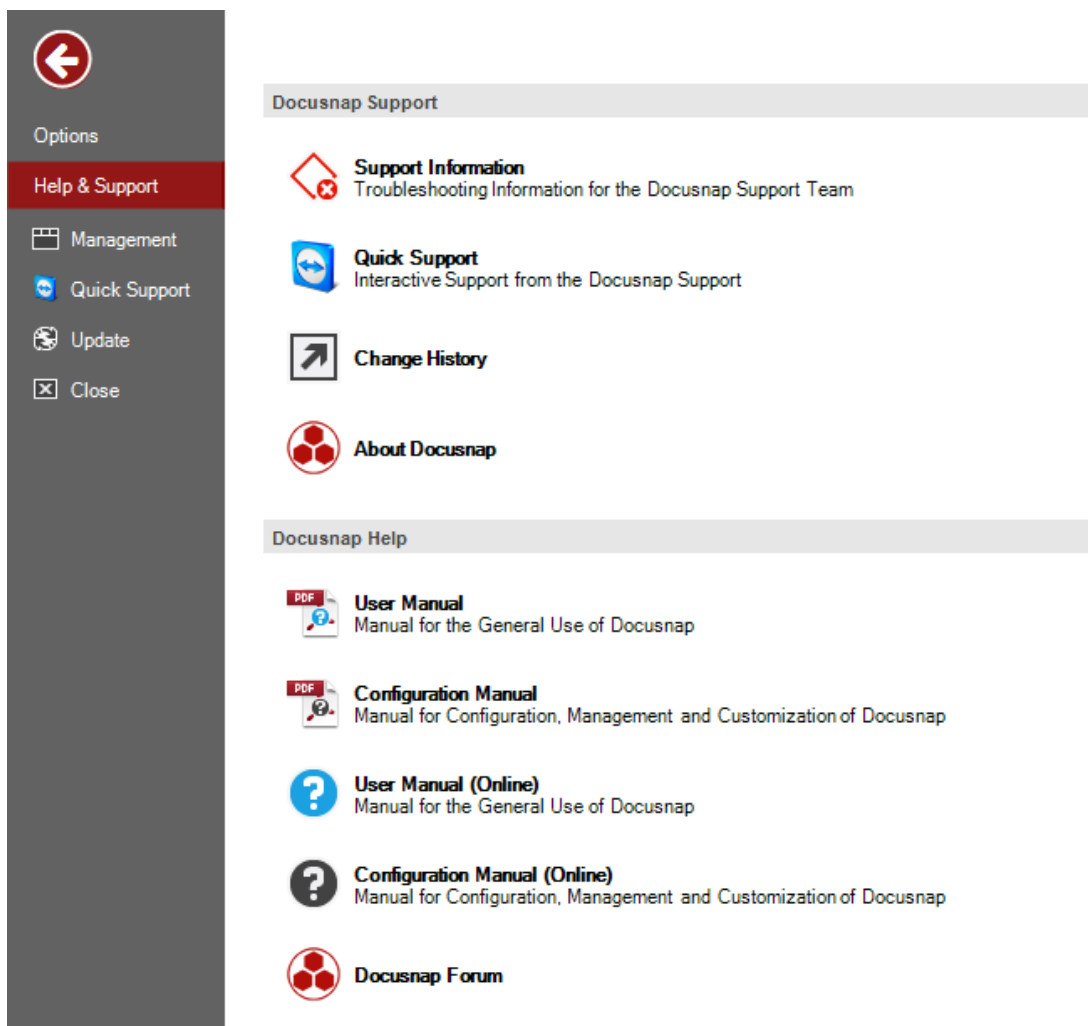 Options
Help & Support
Management
Quick Support
Update
Close
Docusnap Support
Support Information
Troubleshooting Information for the Docusnap Support Team
Quick Support
Interactive Support from the Docusnap Support
Change History
About Docusnap
Docusnap Help
PDF
User Manual
Manual for the General Use of Docusnap
PDF
Configuration Manual
Manual for Configuration, Management and Customization of Docusnap
User Manual (Online)
Manual for the General Use of Docusnap
Configuration Manual (Online)
Manual for Configuration, Management and Customization of Docusnap
Docusnap Forum